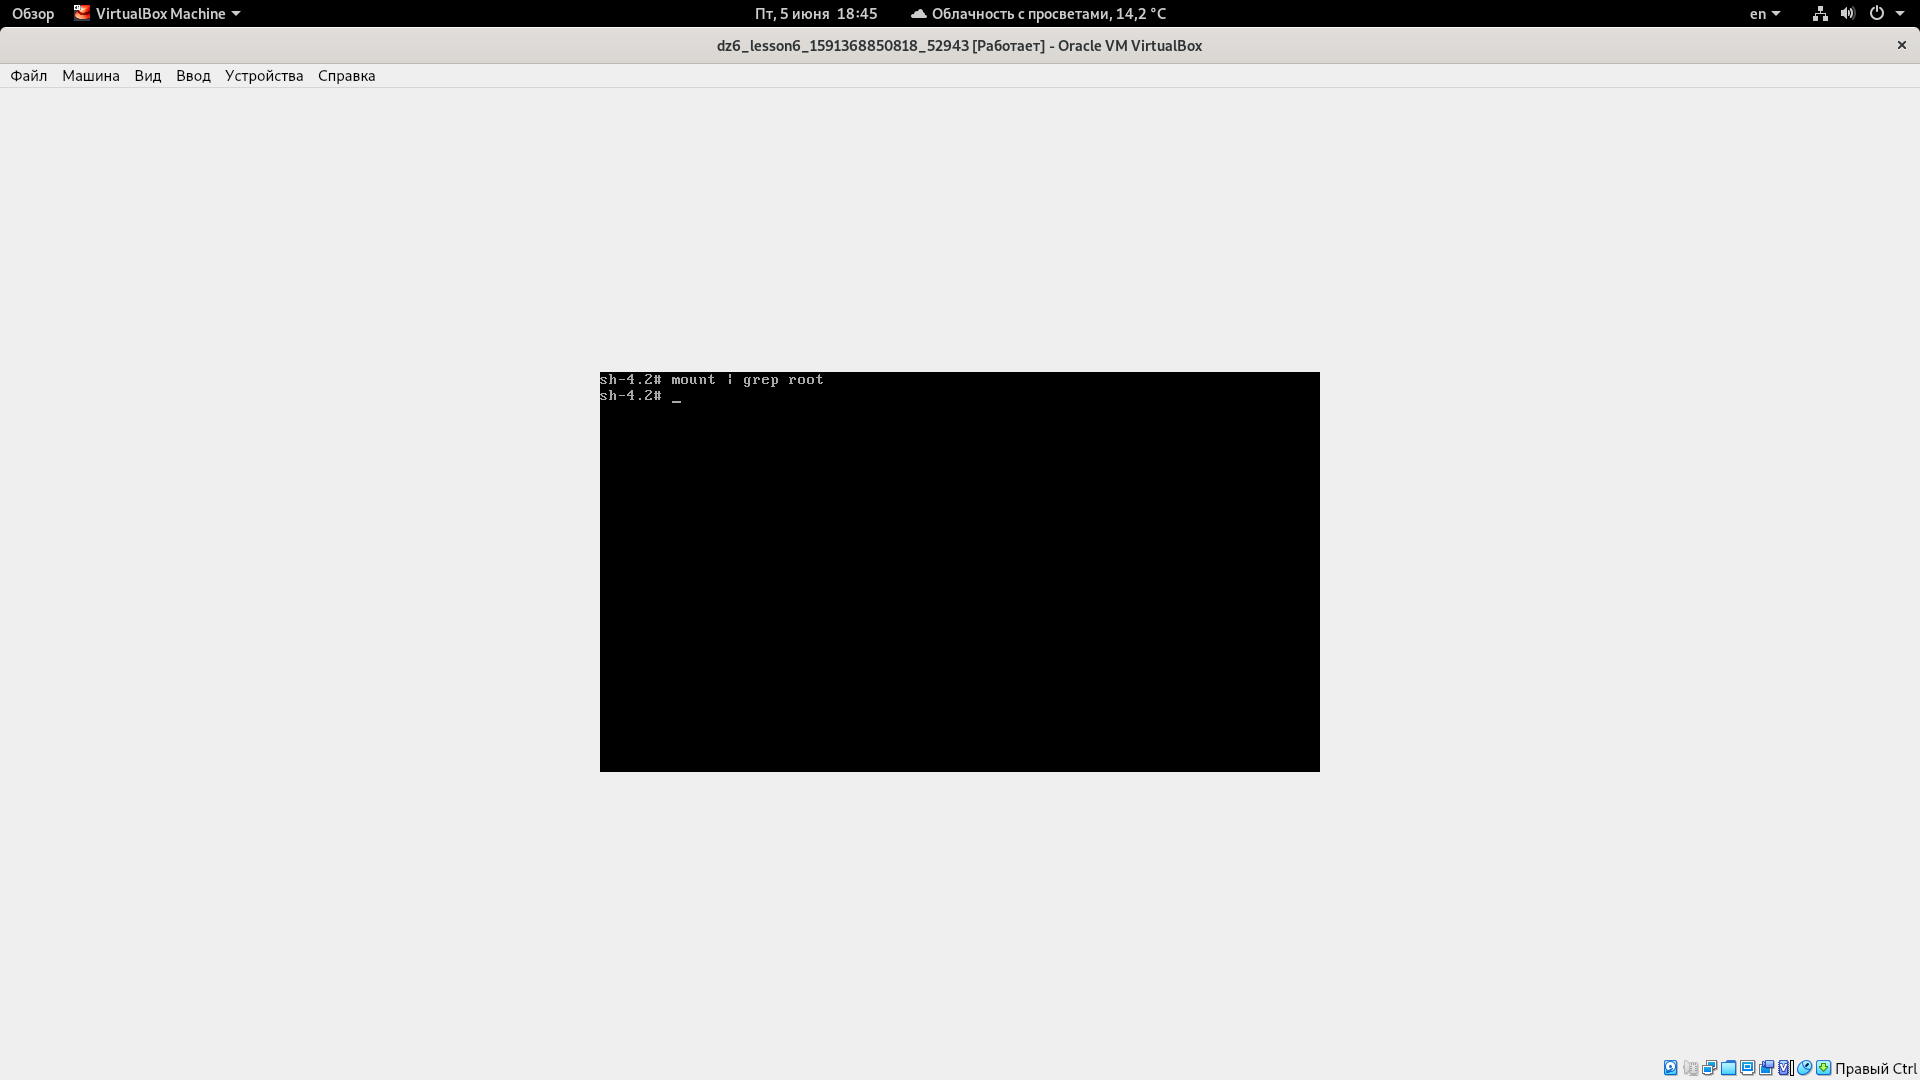 Обзор VirtualBox Machine Пт, 5 июня 18:45 Облачность с просветами, 14,2 °C en
dz6_lesson6_1591368850818_52943 [Работает] - Oracle VM VirtualBox
Файл Машина Вид Ввод Устройства Справка
sh-4.2# mount | grep root
sh-4.2# _
Правый Ctrl